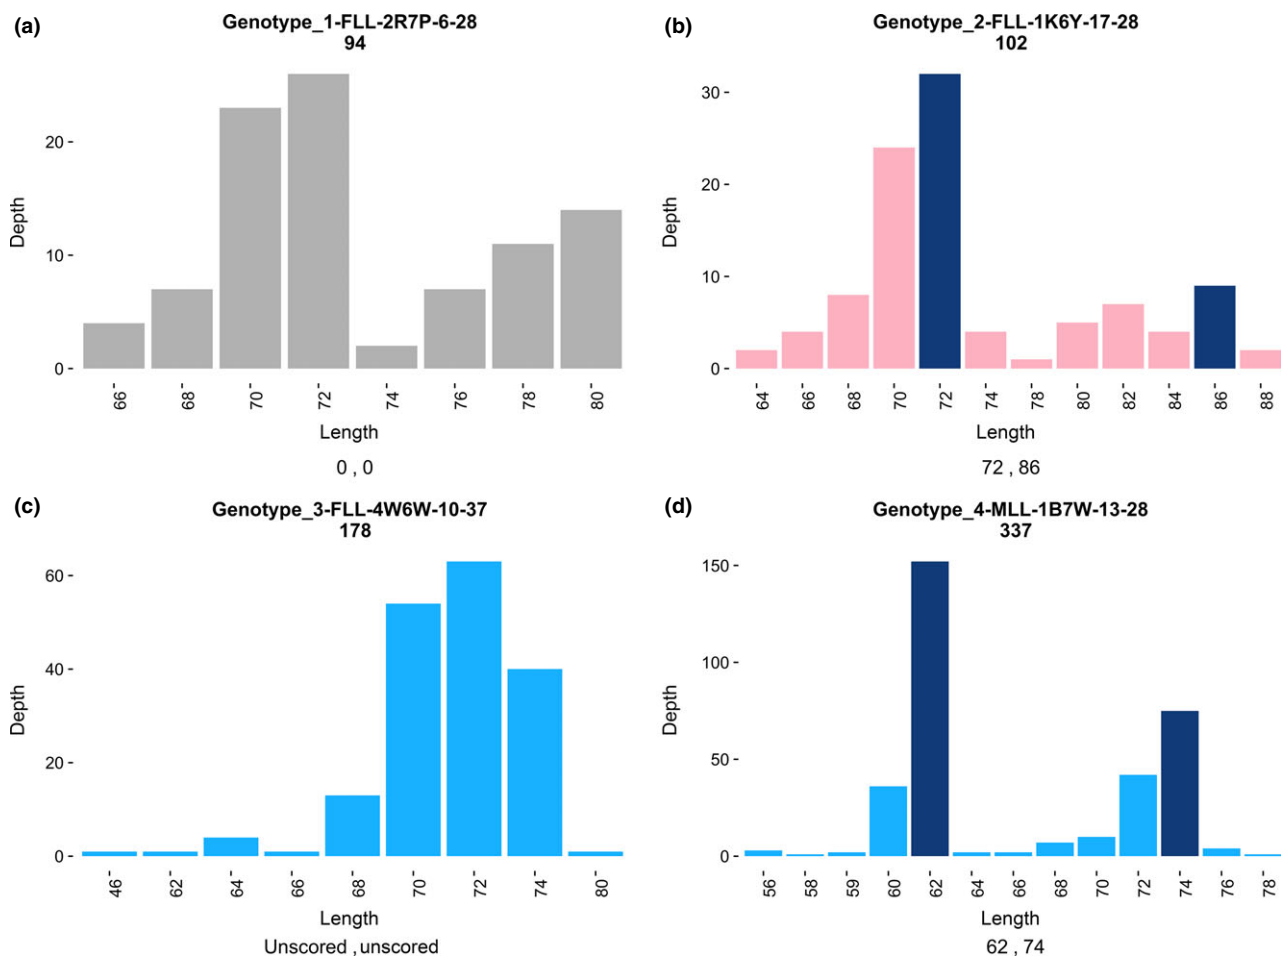 (a)
Genotype_1-FLL-2R7P-6-28
94
Depth
20
10
0
66 68 70 72 74 76 78 80
Length
0 , 0
(b)
Genotype_2-FLL-1K6Y-17-28
102
Depth
30
20
10
0
64 66 68 70 72 74 78 80 82 84 86 88
Length
72 , 86
(c)
Genotype_3-FLL-4W6W-10-37
178
Depth
60
40
20
0
46 62 64 66 68 70 72 74 80
Length
Unscored ,unscored
(d)
Genotype_4-MLL-1B7W-13-28
337
Depth
150
100
50
0
56 58 59 60 62 64 66 68 70 72 74 76 78
Length
62 , 74